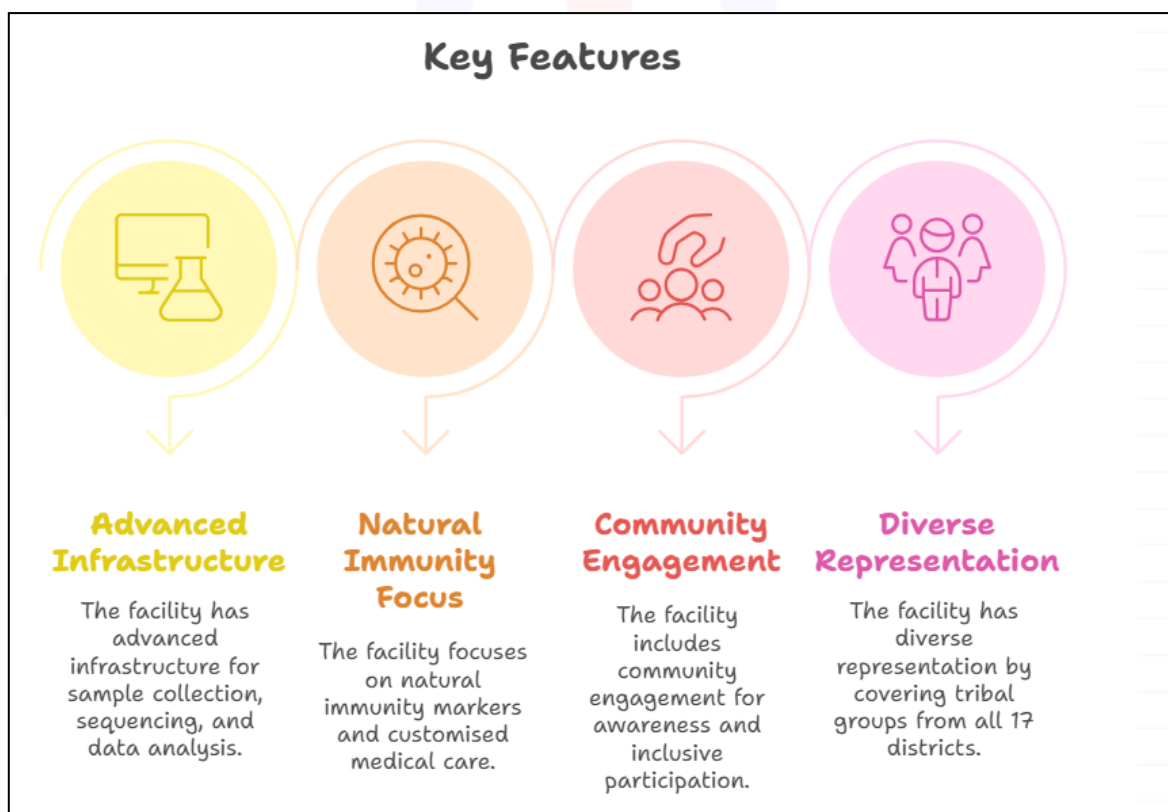 Key Features
Advanced
Infrastructure
The facility has
advanced
infrastructure for
sample collection,
sequencing, and
data analysis.
Natural
Immunity
Focus
The facility focuses
on natural
immunity markers
and customised
medical care.
Community
Engagement
The facility
includes
community
engagement for
awareness and
inclusive
participation.
Diverse
Representation
The facility has
diverse
representation by
covering tribal
groups from all 17
districts.